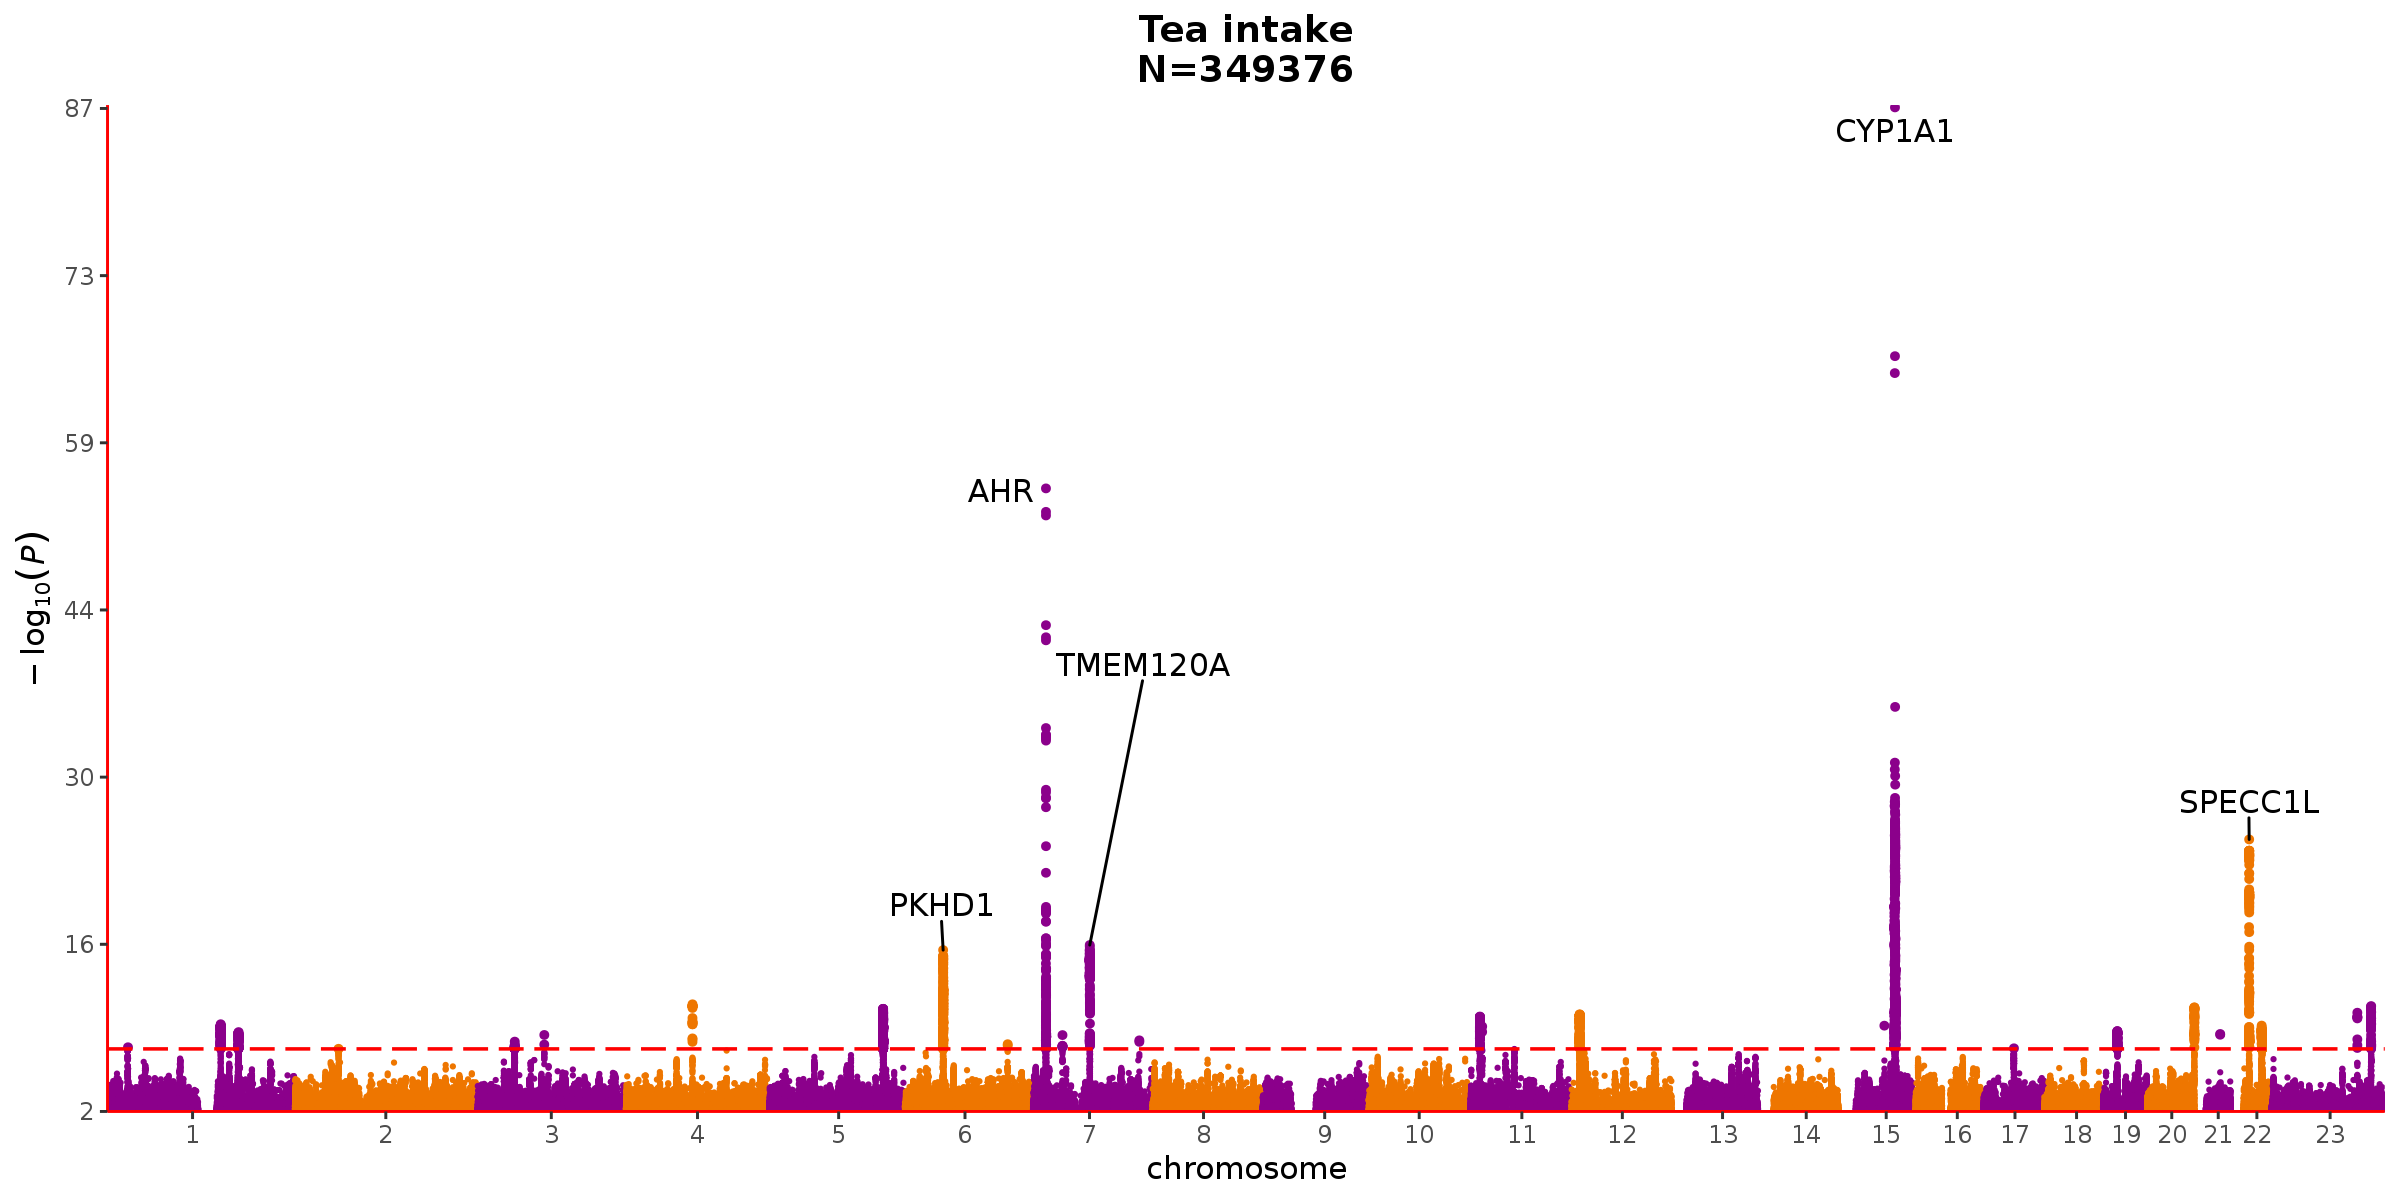 Tea intake
N=349376
87
CYP1A1
73
59
AHR
44
TMEM120A
30
SPECC1L
PKHD1
16
2
−log10(P)
1 2 3 4 5 6 7 8 9 10 11 12 13 14 15 16 17 18 19 20 21 22 23
chromosome